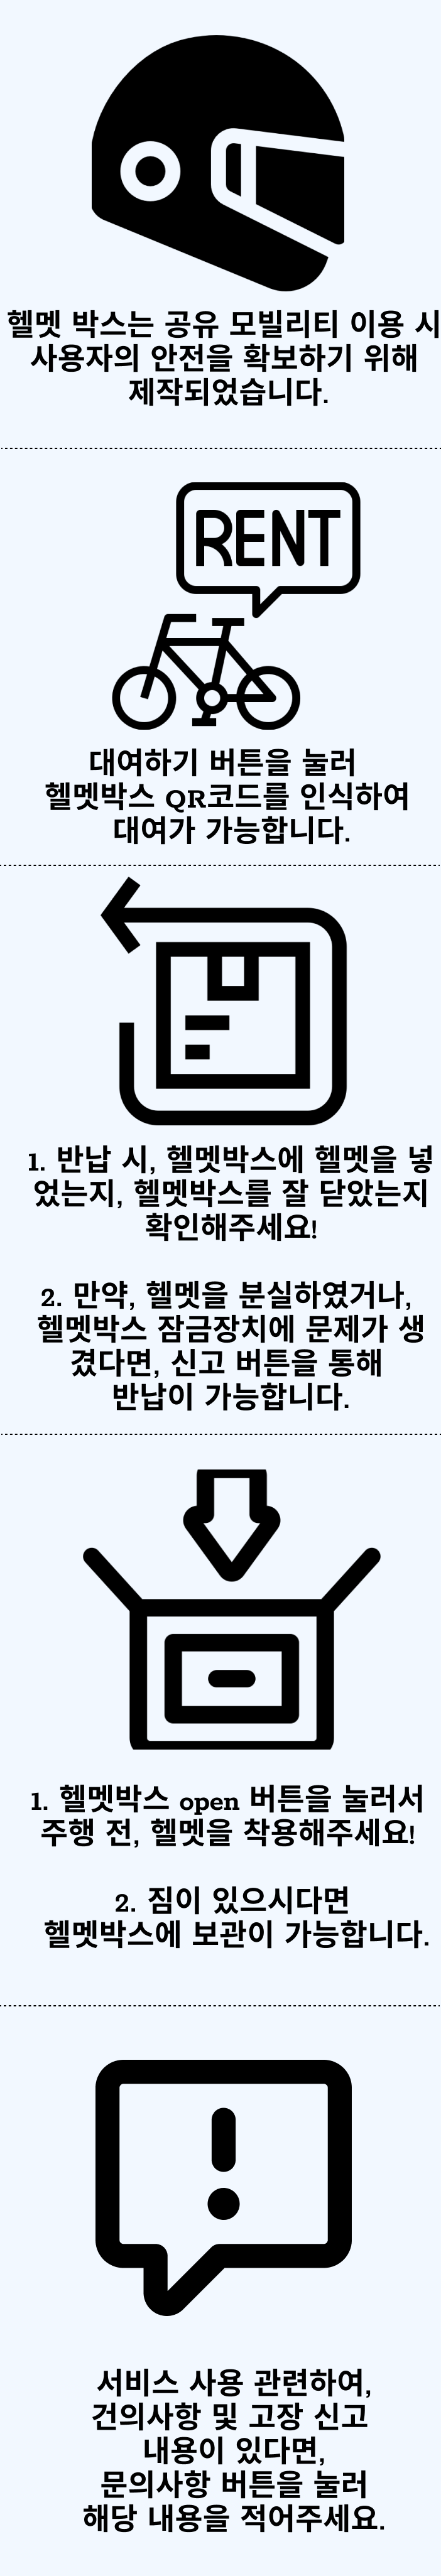 헬멧 박스는 공유 모빌리티 이용 시
사용자의 안전을 확보하기 위해
제작되었습니다.
RENT
대여하기 버튼을 눌러
헬멧박스 QR코드를 인식하여
대여가 가능합니다.
1. 반납 시, 헬멧박스에 헬멧을 넣
었는지, 헬멧박스를 잘 닫았는지
확인해주세요!
2. 만약, 헬멧을 분실하였거나,
헬멧박스 잠금장치에 문제가 생
겼다면, 신고 버튼을 통해
반납이 가능합니다.
1. 헬멧박스 open 버튼을 눌러서
주행 전, 헬멧을 착용해주세요!
2. 짐이 있으시다면
헬멧박스에 보관이 가능합니다.
서비스 사용 관련하여,
건의사항 및 고장 신고
내용이 있다면,
문의사항 버튼을 눌러
해당 내용을 적어주세요.